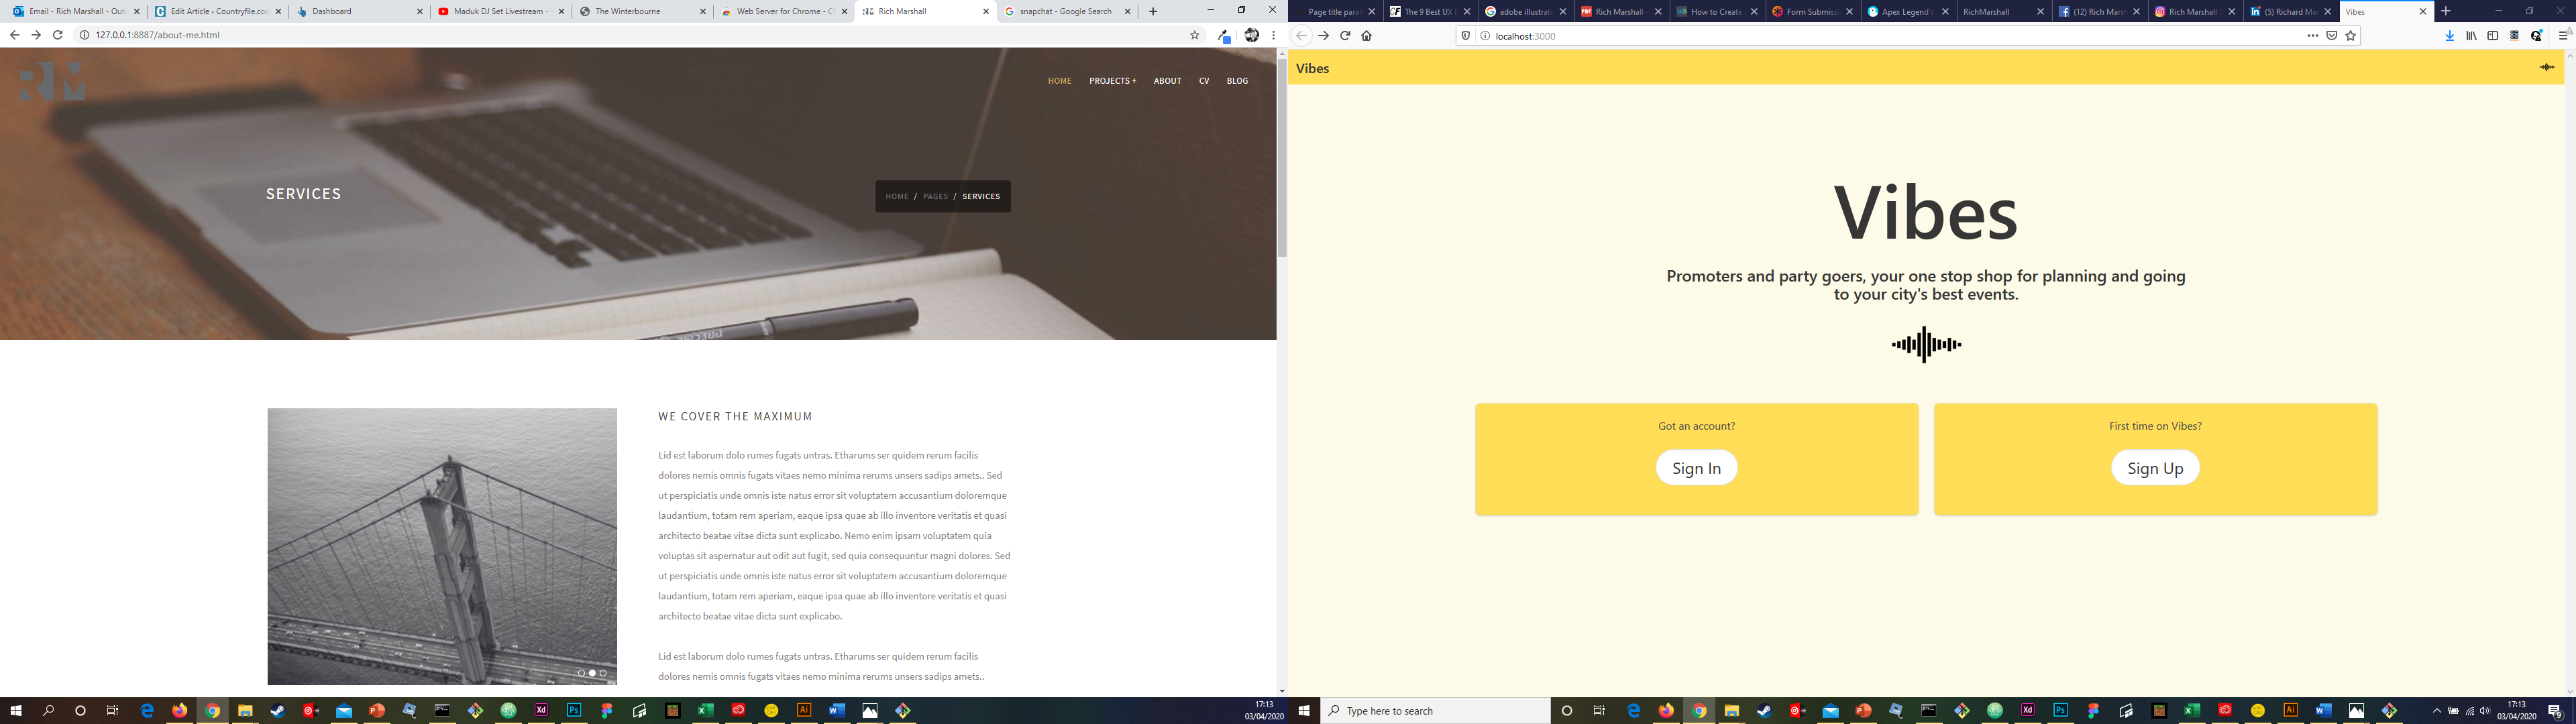 Email - Rich Marshall - Out
Edit Article ‹ Countryfile.com
Dashboard
Maduk DJ Set Livestream -
The Winterbourne
Web Server for Chrome - C
Rich Marshall
snapchat - Google Search
127.0.0.1:8887/about-me.html
RM
HOME
PROJECTS +
ABOUT
CV
BLOG
SERVICES
HOME / PAGES / SERVICES
WE COVER THE MAXIMUM
Lid est laborum dolo rumes fugats untras. Etharums ser quidem rerum facilis
dolores nemis omnis fugats vitaes nemo minima rerums unsers sadips amets.. Sed
ut perspiciatis unde omnis iste natus error sit voluptatem accusantium doloremque
laudantium, totam rem aperiam, eaque ipsa quae ab illo inventore veritatis et quasi
architecto beatae vitae dicta sunt explicabo. Nemo enim ipsam voluptatem quia
voluptas sit aspernatur aut odit aut fugit, sed quia consequuntur magni dolores. Sed
ut perspiciatis unde omnis iste natus error sit voluptatem accusantium doloremque
laudantium, totam rem aperiam, eaque ipsa quae ab illo inventore veritatis et quasi
architecto beatae vitae dicta sunt explicabo.
Lid est laborum dolo rumes fugats untras. Etharums ser quidem rerum facilis
dolores nemis omnis fugats vitaes nemo minima rerums unsers sadips amets..
17:13
03/04/2020
Page title paral
The 9 Best UX
adobe illustrat
Rich Marshall -
How to Create
Form Submiss
Apex Legend's
RichMarshall
(12) Rich Marsh
Rich Marshall
(5) Richard Ma
Vibes
localhost:3000
Vibes
Vibes
Promoters and party goers, your one stop shop for planning and going
to your city's best events.
Got an account?
Sign In
First time on Vibes?
Sign Up
Type here to search
17:13
03/04/2020